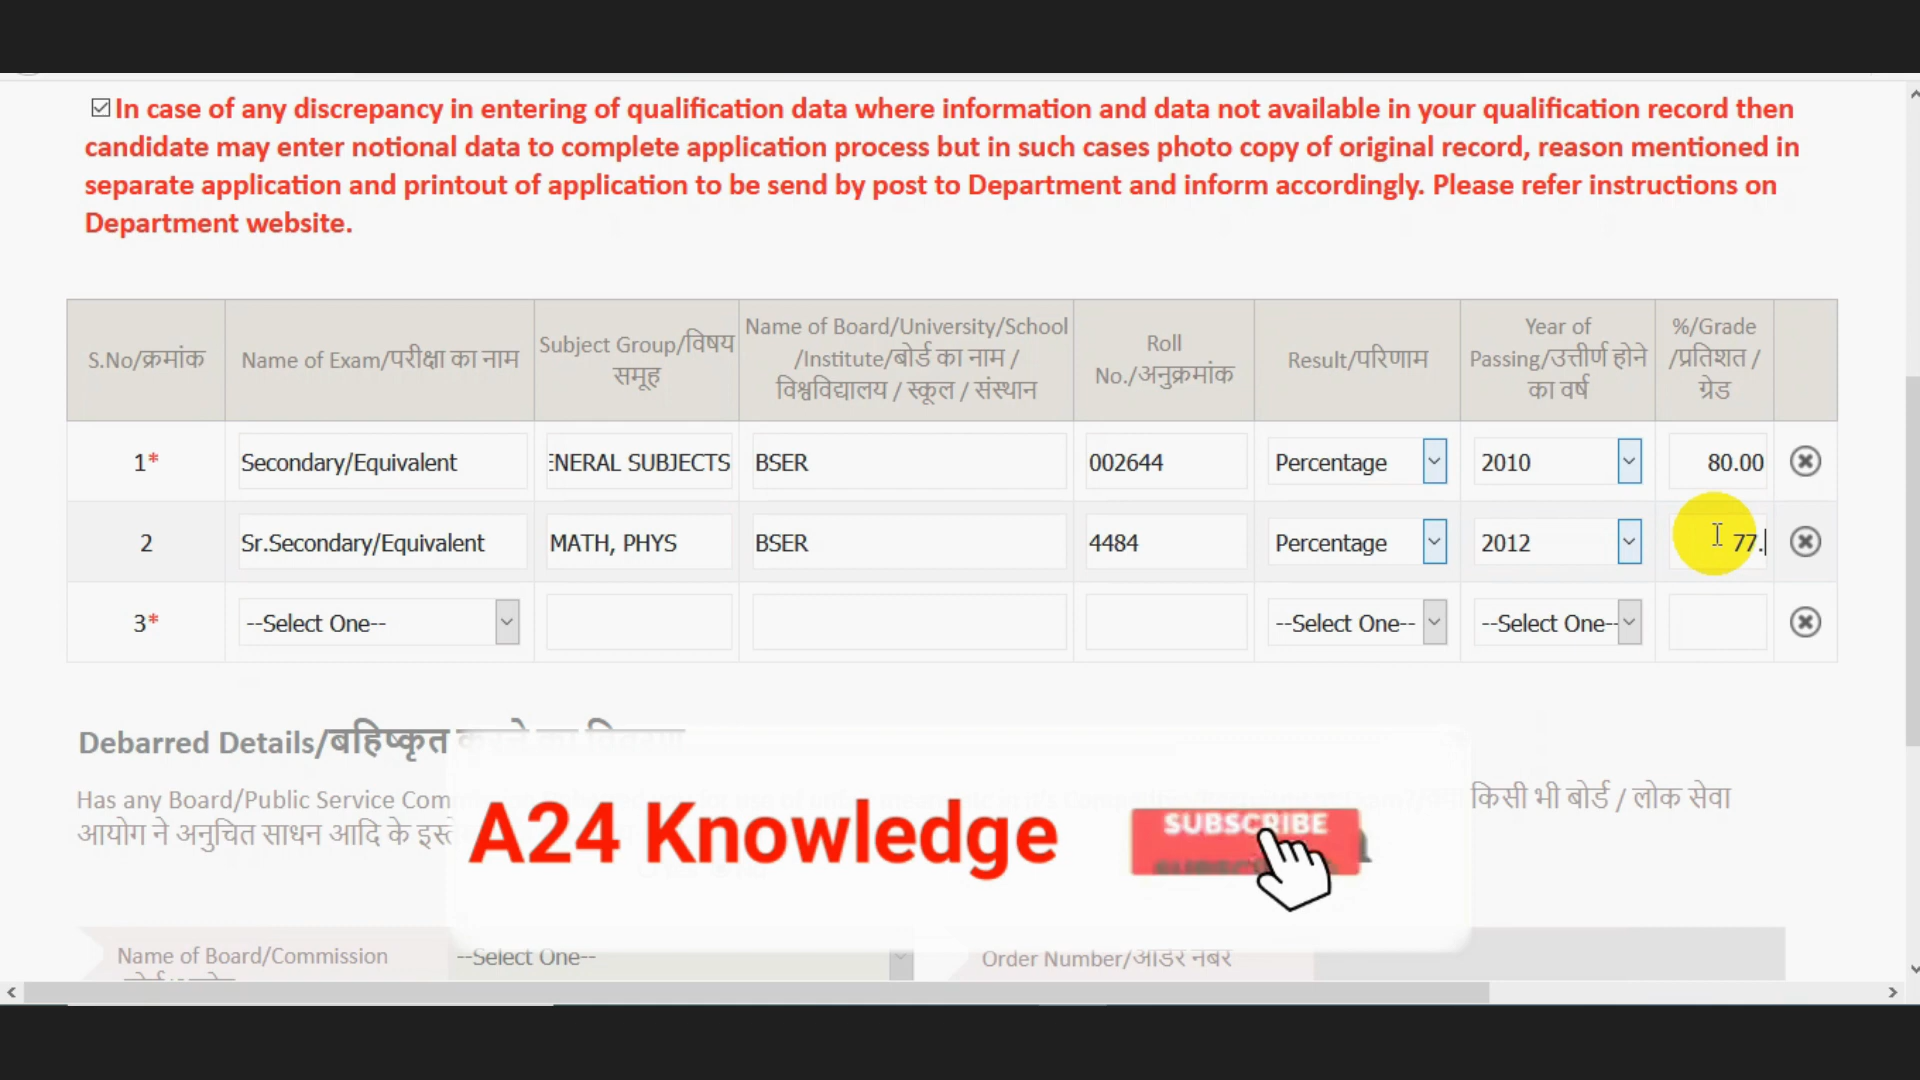 In case of any discrepancy in entering of qualification data where information and data not available in your qualification record then
candidate may enter notional data to complete application process but in such cases photo copy of original record, reason mentioned in
separate application and printout of application to be send by post to Department and inform accordingly. Please refer instructions on
Department website.
S.No/क्रमांक
Name of Exam/परीक्षा का नाम
Subject Group/विषय
समूह
Name of Board/University/School
/Institute/बोर्ड का नाम /
विश्वविद्यालय / स्कूल / संस्थान
Roll
No./अनुक्रमांक
Result/परिणाम
Year of
Passing/उत्तीर्ण होने
का वर्ष
%/Grade
/प्रतिशत /
ग्रेड
1* Secondary/Equivalent ENERAL SUBJECTS BSER 002644 Percentage 2010 80.00
2 Sr.Secondary/Equivalent MATH, PHYS BSER 4484 Percentage 2012 77.
3* --Select One-- --Select One-- --Select One--
Debarred Details/बहिष्कृत करने का विवरण
Has any Board/Public Service Com किसी भी बोर्ड / लोक सेवा
आयोग ने अनुचित साधन आदि के इस्ते
A24 Knowledge SUBSCRIBE
Name of Board/Commission --Select One-- Order Number/आर्डर नंबर